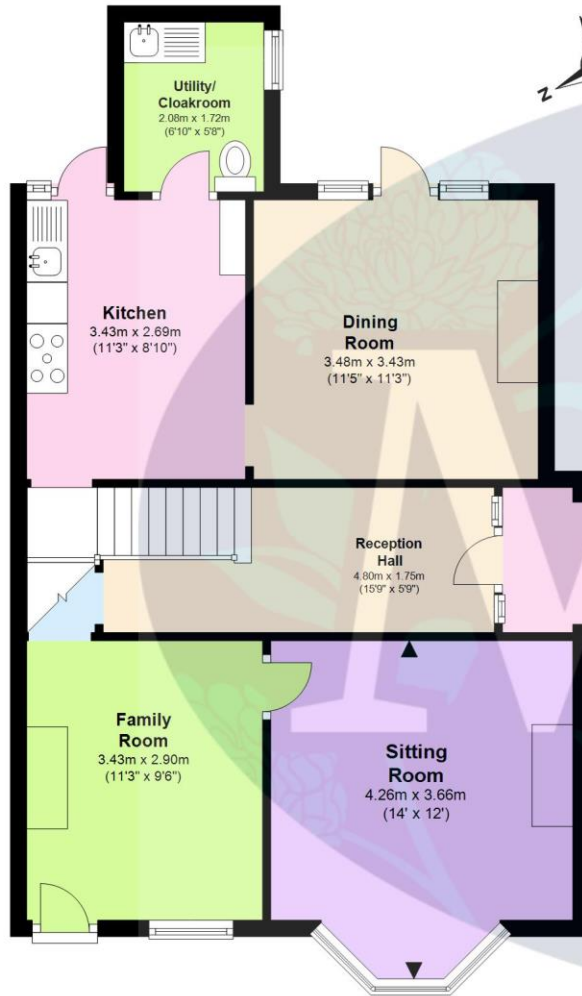 Utility/
Cloakroom
2.08m x 1.72m
(6'10" x 5'8")
N
Kitchen
3.43m x 2.69m
(11'3" x 8'10")
Dining
Room
3.48m x 3.43m
(11'5" x 11'3")
Reception
Hall
4.80m x 1.75m
(15'9" x 5'9")
Family
Room
3.43m x 2.90m
(11'3" x 9'6")
Sitting
Room
4.26m x 3.66m
(14' x 12')